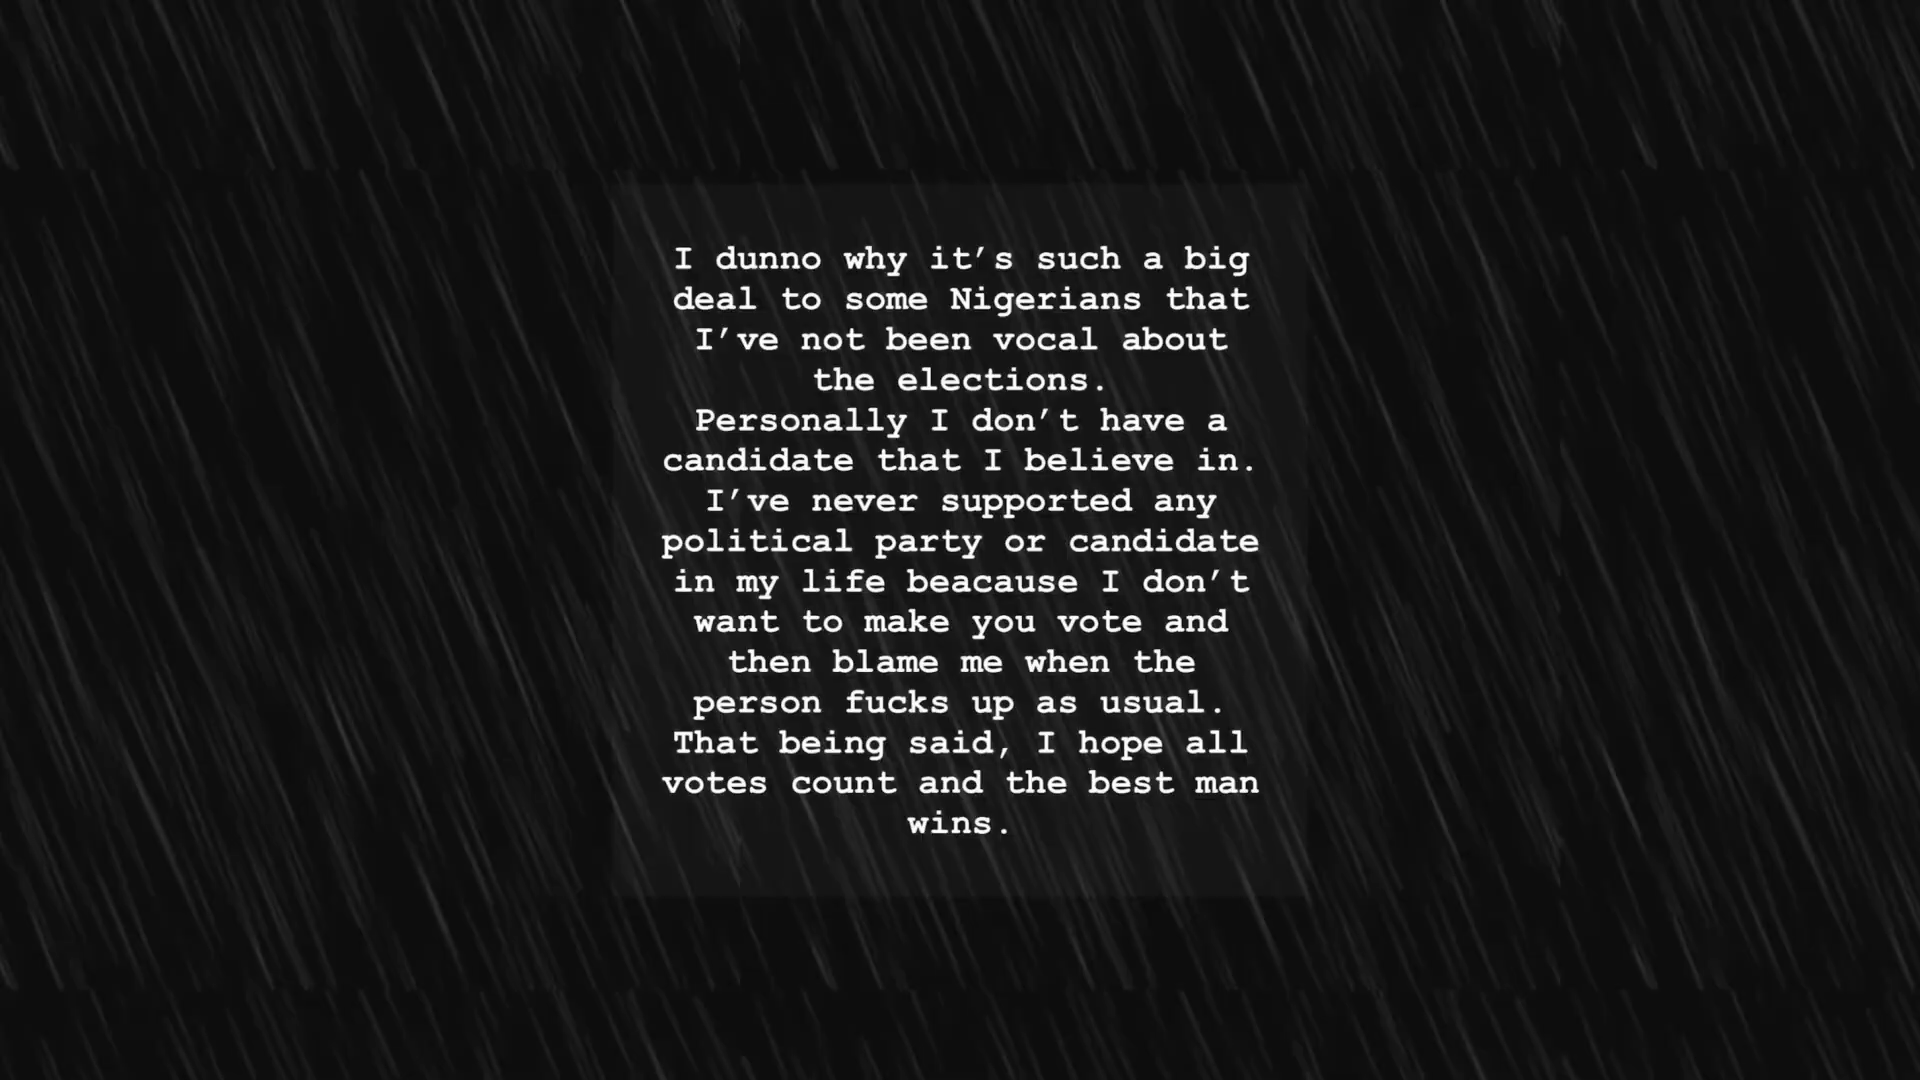 I dunno why it’s such a big
deal to some Nigerians that
I’ve not been vocal about
the elections.
Personally I don’t have a
candidate that I believe in.
I’ve never supported any
political party or candidate
in my life beacause I don’t
want to make you vote and
then blame me when the
person fucks up as usual.
That being said, I hope all
votes count and the best man
wins.